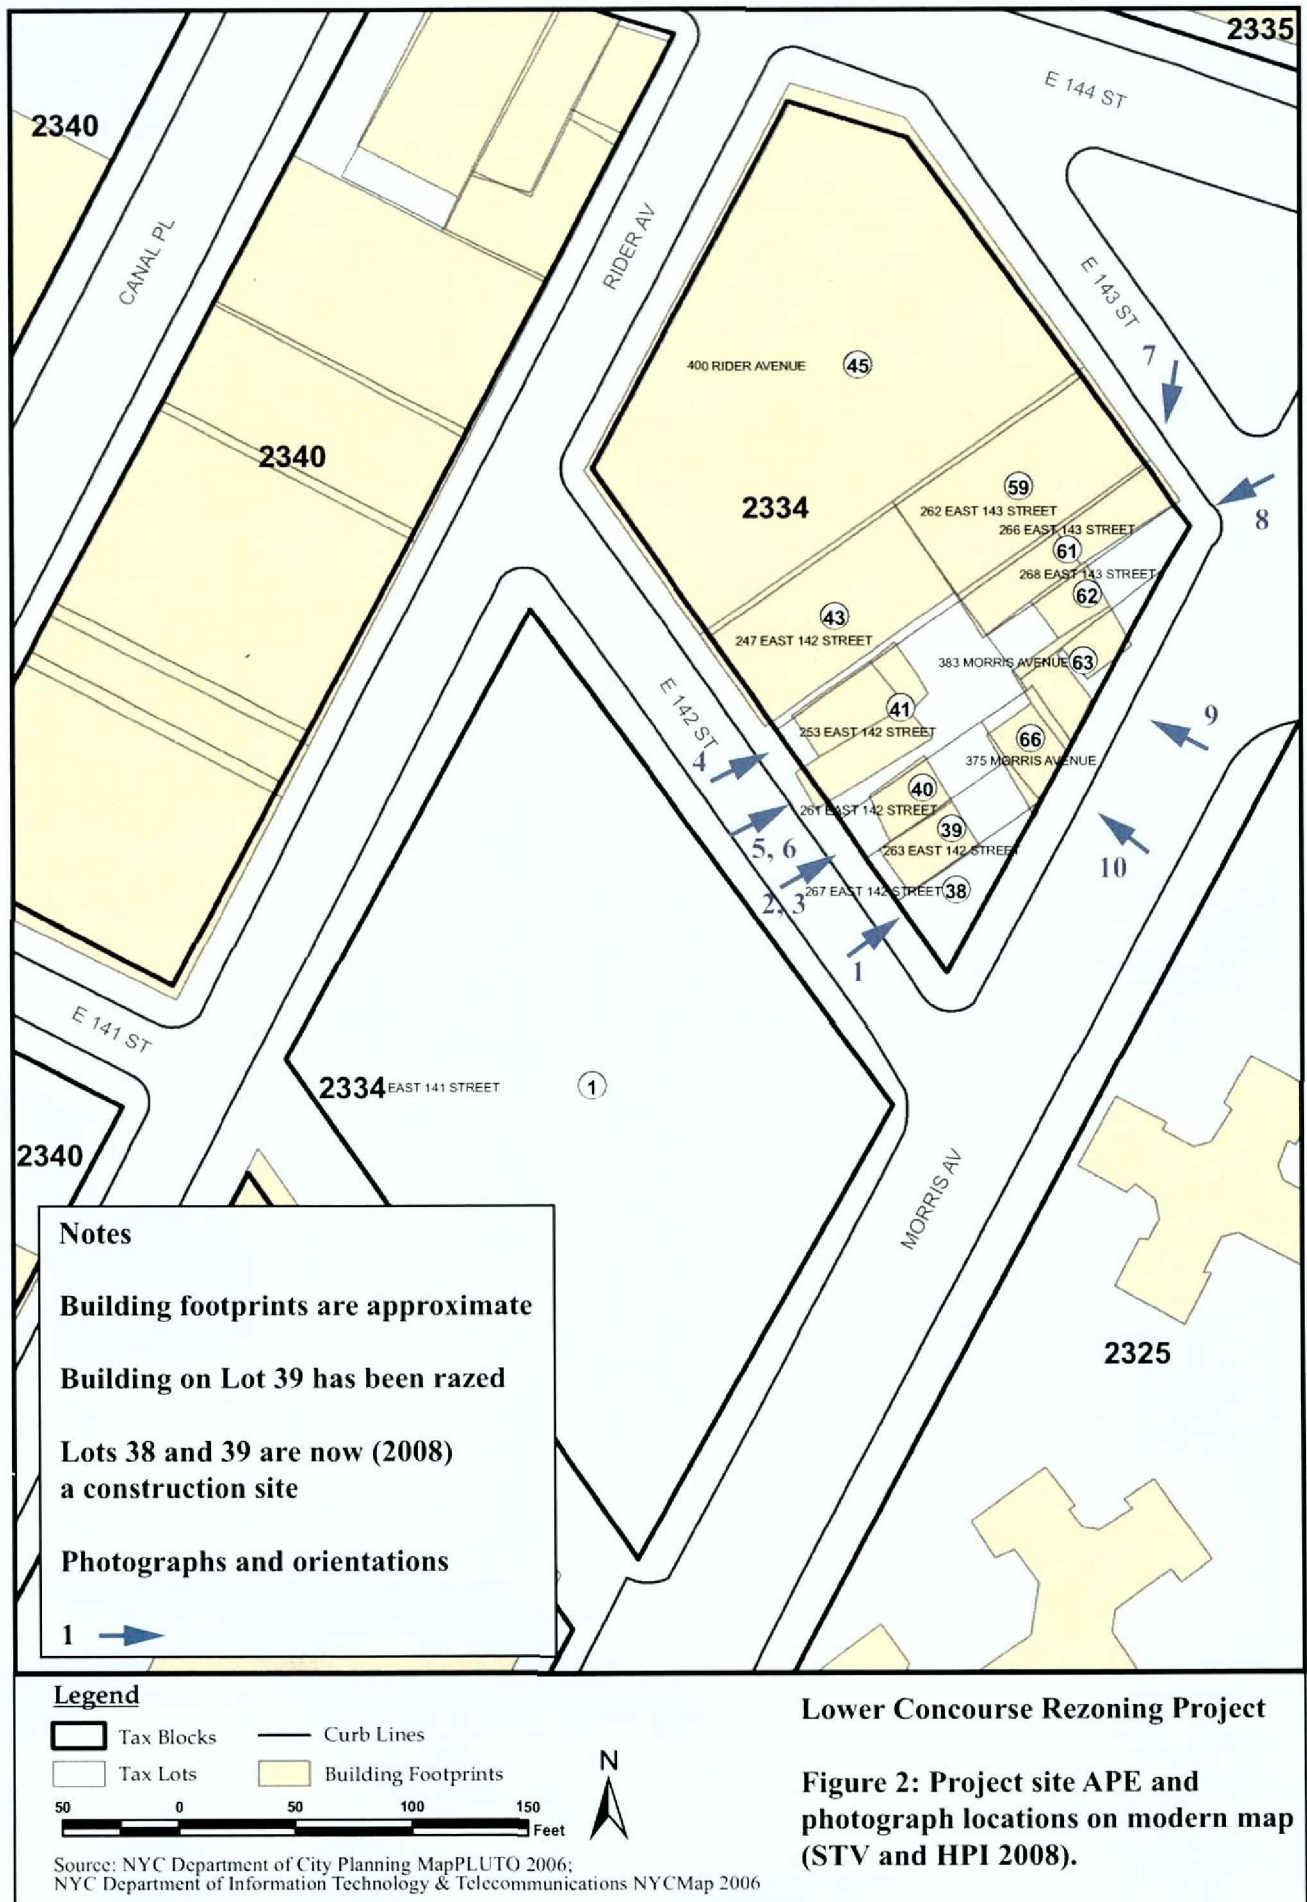 2335
E 144 ST
2340
CANAL PL
RIDER AV
E 143 ST
7
400 RIDER AVENUE
45
2340
2334
59
262 EAST 143 STREET
8
266 EAST 143 STREET
61
268 EAST 143 STREET
62
43
247 EAST 142 STREET
383 MORRIS AVENUE
63
E 142 ST
41
253 EAST 142 STREET
9
66
375 MORRIS AVENUE
4
40
261 EAST 142 STREET
39
263 EAST 142 STREET
5, 6
10
267 EAST 142 STREET
38
2, 3
1
E 141 ST
2334
EAST 141 STREET
1
2340
MORRIS AV
2325
Notes
Building footprints are approximate
Building on Lot 39 has been razed
Lots 38 and 39 are now (2008)
a construction site
Photographs and orientations
1
Legend
Tax Blocks
Curb Lines
Tax Lots
Building Footprints
N
50 0 50 100 150
Feet
Source: NYC Department of City Planning MapPLUTO 2006;
NYC Department of Information Technology & Telecommunications NYCMap 2006
Lower Concourse Rezoning Project
Figure 2: Project site APE and
photograph locations on modern map
(STV and HPI 2008).